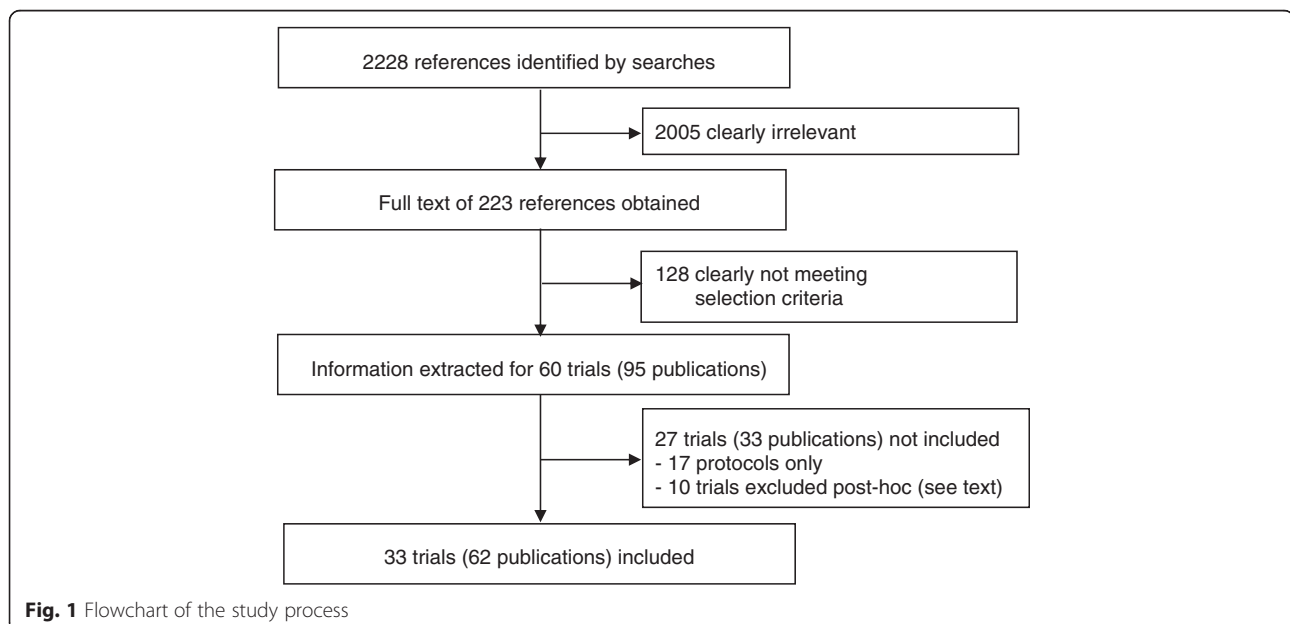 2228 references identified by searches
2005 clearly irrelevant
Full text of 223 references obtained
128 clearly not meeting
selection criteria
Information extracted for 60 trials (95 publications)
27 trials (33 publications) not included
- 17 protocols only
- 10 trials excluded post-hoc (see text)
33 trials (62 publications) included
Fig. 1 Flowchart of the study process